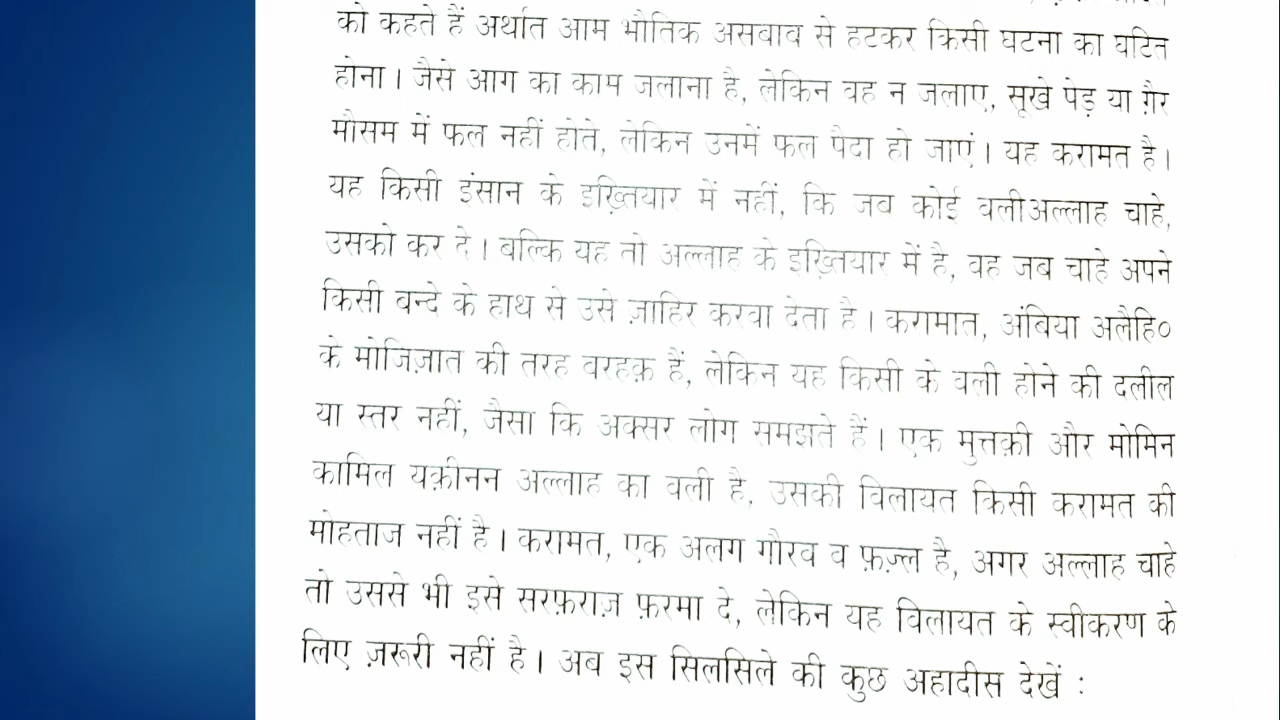 को कहते हैं अर्थात आम भौतिक असबाब से हटकर किसी घटना का घटित
होना। जैसे आग का काम जलाना है, लेकिन वह न जलाए, सूखे पेड़ या ग़ैर
मौसम में फल नहीं होते, लेकिन उनमें फल पैदा हो जाएं। यह करामत है।
यह किसी इंसान के इख़्तियार में नहीं, कि जब कोई वलीअल्लाह चाहे,
उसको कर दे। बल्कि यह तो अल्लाह के इख़्तियार में है, वह जब चाहे अपने
किसी बन्दे के हाथ से उसे ज़ाहिर करवा देता है। करामात, अंबिया अलैहि०
के मोजिज़ात की तरह बरहक़ हैं, लेकिन यह किसी के वली होने की दलील
या स्तर नहीं, जैसा कि अक्सर लोग समझते हैं। एक मुत्तक़ी और मोमिन
कामिल यक़ीनन अल्लाह का वली है, उसकी विलायत किसी करामत की
मोहताज नहीं है। करामत, एक अलग गौरव व फ़ज़्ल है, अगर अल्लाह चाहे
तो उससे भी इसे सरफ़राज़ फ़रमा दे, लेकिन यह विलायत के स्वीकरण के
लिए ज़रूरी नहीं है। अब इस सिलसिले की कुछ अहादीस देखें :